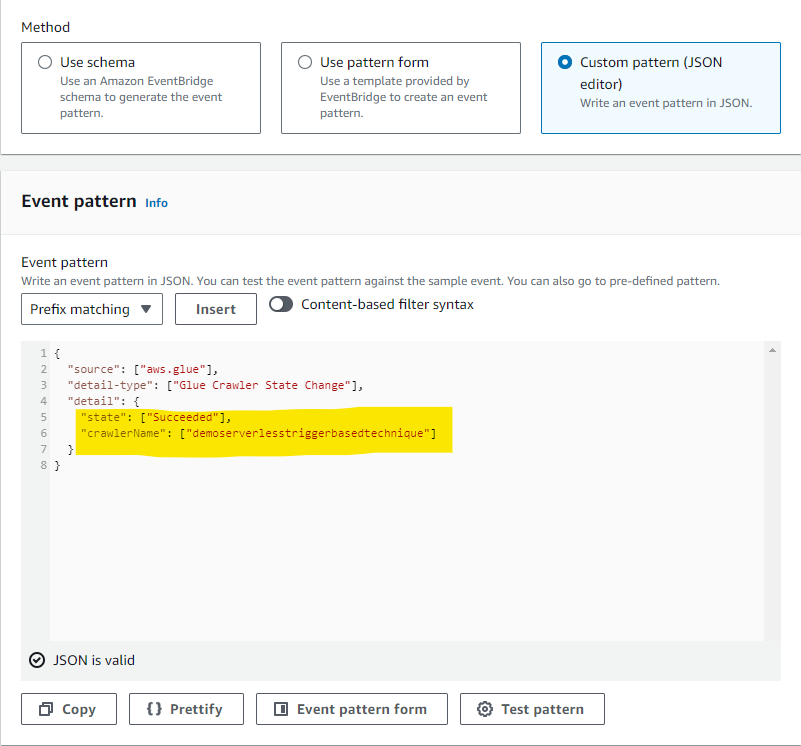 Method
Use schema
Use an Amazon EventBridge
schema to generate the event
pattern.
Use pattern form
Use a template provided by
EventBridge to create an event
pattern.
Custom pattern (JSON
editor)
Write an event pattern in JSON.
Event pattern Info
Event pattern
Write an event pattern in JSON. You can test the event pattern against the sample event. You can also go to pre-defined pattern.
Prefix matching
Insert
Content-based filter syntax
1 {
2 "source": ["aws.glue"],
3 "detail-type": ["Glue Crawler State Change"],
4 "detail": {
5 "state": ["Succeeded"],
6 "crawlerName": ["demoserverlesstriggerbasedtechnique"]
7 }
8 }
JSON is valid
Copy
{} Prettify
Event pattern form
Test pattern